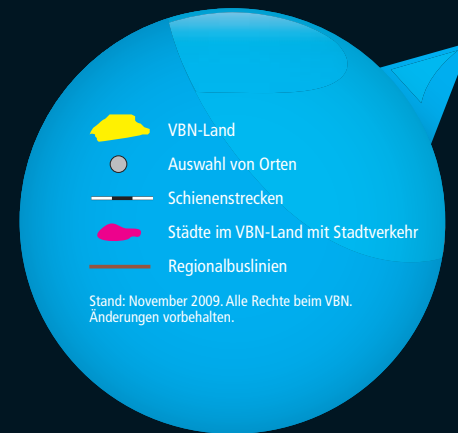 VBN-Land
Auswahl von Orten
Schienenstrecken
Städte im VBN-Land mit Stadtverkehr
Regionalbuslinien
Stand: November 2009. Alle Rechte beim VBN.
Änderungen vorbehalten.